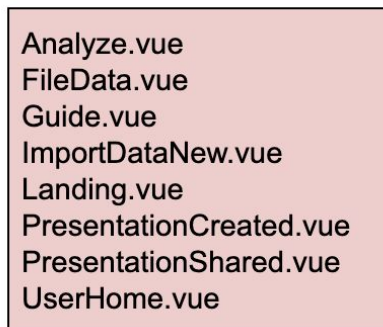 Analyze.vue
FileData.vue
Guide.vue
ImportDataNew.vue
Landing.vue
PresentationCreated.vue
PresentationShared.vue
UserHome.vue